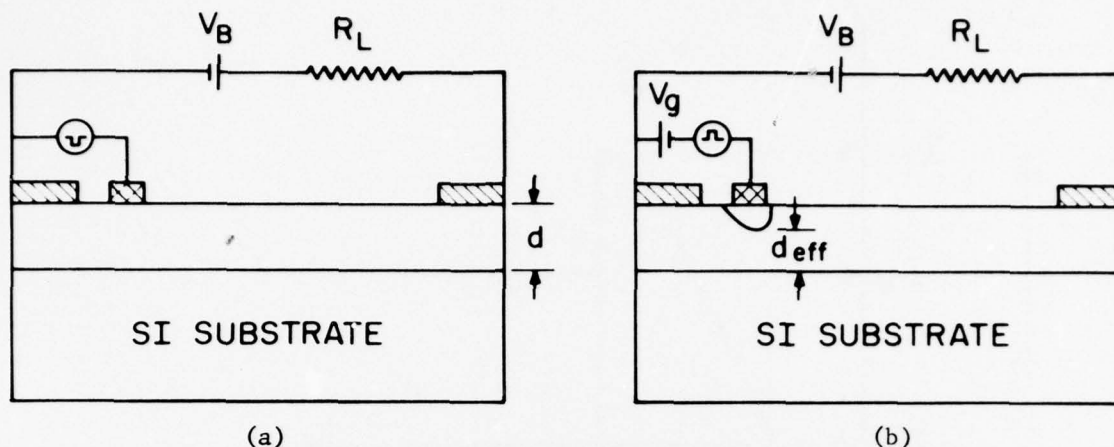 V_B R_L
d
SI SUBSTRATE
(a)
V_B R_L
V_g
d_eff
SI SUBSTRATE
(b)